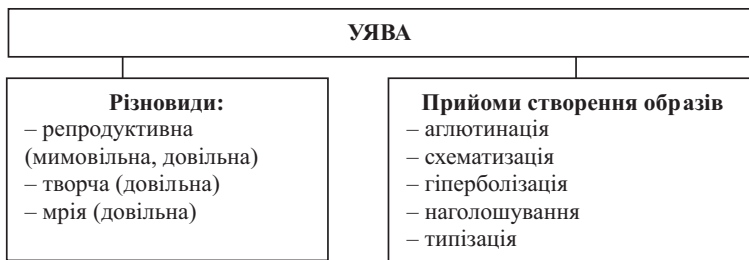 УЯВА
Різновиди:
– репродуктивна
(мимовільна, довільна)
– творча (довільна)
– мрія (довільна)
Прийоми створення образів
– аглютинація
– схематизація
– гіперболізація
– наголошування
– типізація